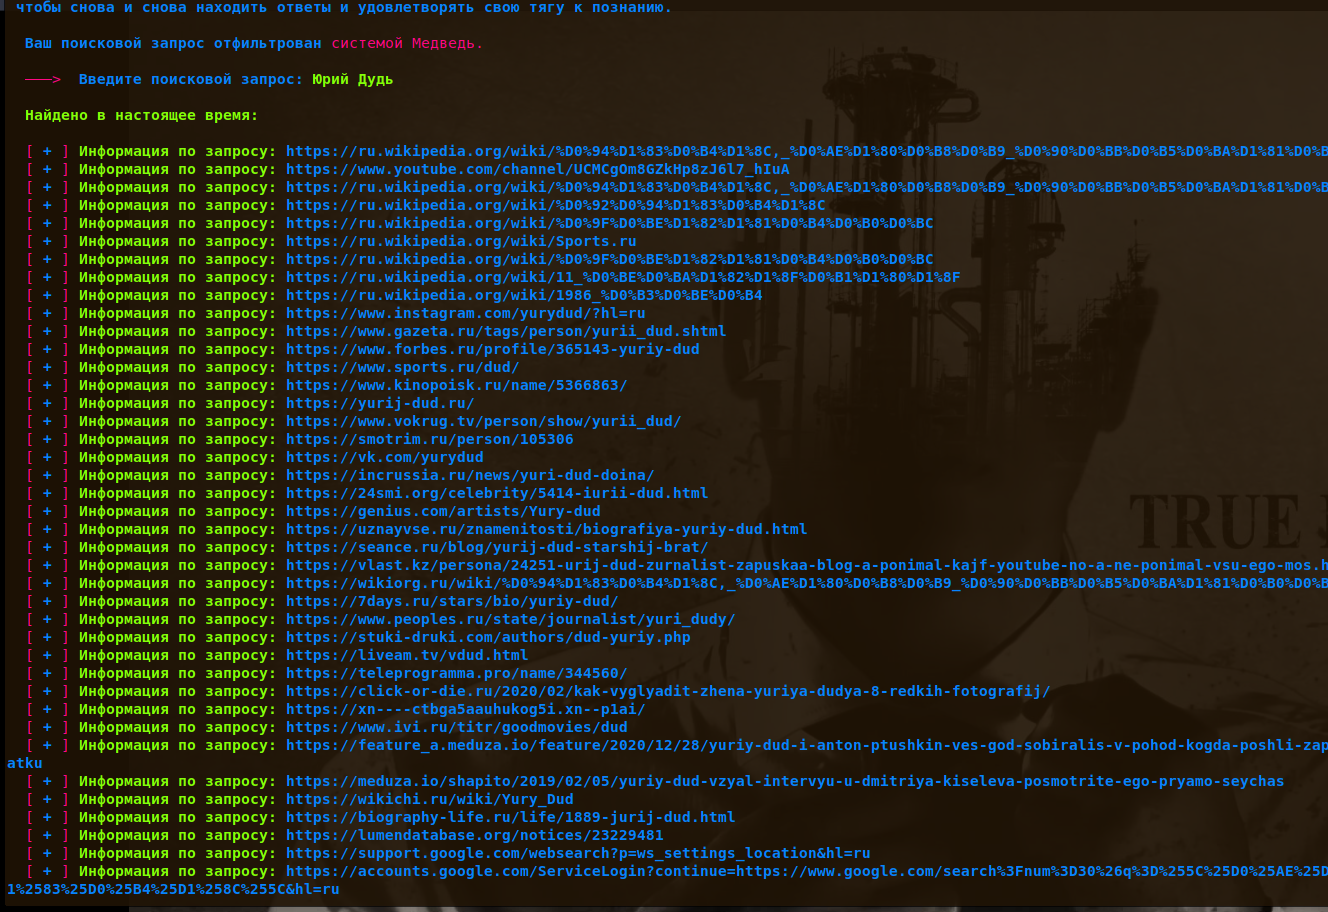 чтобы снова и снова находить ответы и удовлетворять свою тягу к познанию.
Ваш поисковой запрос отфильтрован системой Медведь.
———> Введите поисковой запрос: Юрий Дудь
Найдено в настоящее время:
[ + ] Информация по запросу: https://ru.wikipedia.org/wiki/%D0%94%D1%83%D0%B4%D1%8C,_%D0%AE%D1%80%D0%B8%D0%B9_%D0%90%D0%BB%D0%B5%D0%BA%D1%81%D0%B
[ + ] Информация по запросу: https://www.youtube.com/channel/UCMCgOm8GZkHp8zJ6l7_hIuA
[ + ] Информация по запросу: https://ru.wikipedia.org/wiki/%D0%94%D1%83%D0%B4%D1%8C,_%D0%AE%D1%80%D0%B8%D0%B9_%D0%90%D0%BB%D0%B5%D0%BA%D1%81%D0%B
[ + ] Информация по запросу: https://ru.wikipedia.org/wiki/%D0%92%D0%94%D1%83%D0%B4%D1%8C
[ + ] Информация по запросу: https://ru.wikipedia.org/wiki/%D0%9F%D0%BE%D1%82%D1%81%D0%B4%D0%B0%D0%BC
[ + ] Информация по запросу: https://ru.wikipedia.org/wiki/Sports.ru
[ + ] Информация по запросу: https://ru.wikipedia.org/wiki/%D0%9F%D0%BE%D1%82%D1%81%D0%B4%D0%B0%D0%BC
[ + ] Информация по запросу: https://ru.wikipedia.org/wiki/11_%D0%BE%D0%BA%D1%82%D1%8F%D0%B1%D1%80%D1%8F
[ + ] Информация по запросу: https://ru.wikipedia.org/wiki/1986_%D0%B3%D0%BE%D0%B4
[ + ] Информация по запросу: https://www.instagram.com/yurydud/?hl=ru
[ + ] Информация по запросу: https://www.gazeta.ru/tags/person/yurii_dud.shtml
[ + ] Информация по запросу: https://www.forbes.ru/profile/365143-yuriy-dud
[ + ] Информация по запросу: https://www.sports.ru/dud/
[ + ] Информация по запросу: https://www.kinopoisk.ru/name/5366863/
[ + ] Информация по запросу: https://yurij-dud.ru/
[ + ] Информация по запросу: https://www.vokrug.tv/person/show/yurii_dud/
[ + ] Информация по запросу: https://smotrim.ru/person/105306
[ + ] Информация по запросу: https://vk.com/yurydud
[ + ] Информация по запросу: https://incrussia.ru/news/yuri-dud-doina/
[ + ] Информация по запросу: https://24smi.org/celebrity/5414-iurii-dud.html
[ + ] Информация по запросу: https://genius.com/artists/Yury-dud
[ + ] Информация по запросу: https://uznayvse.ru/znamenitosti/biografiya-yuriy-dud.html
[ + ] Информация по запросу: https://seance.ru/blog/yurij-dud-starshij-brat/
[ + ] Информация по запросу: https://vlast.kz/persona/24251-urij-dud-zurnalist-zapuskaa-blog-a-ponimal-kajf-youtube-no-a-ne-ponimal-vsu-ego-mos.h
[ + ] Информация по запросу: https://wikiorg.ru/wiki/%D0%94%D1%83%D0%B4%D1%8C,_%D0%AE%D1%80%D0%B8%D0%B9_%D0%90%D0%BB%D0%B5%D0%BA%D1%81%D0%B0%D0%B
[ + ] Информация по запросу: https://7days.ru/stars/bio/yuriy-dud/
[ + ] Информация по запросу: https://www.peoples.ru/state/journalist/yuri_dudy/
[ + ] Информация по запросу: https://stuki-druki.com/authors/dud-yuriy.php
[ + ] Информация по запросу: https://liveam.tv/vdud.html
[ + ] Информация по запросу: https://teleprogramma.pro/name/344560/
[ + ] Информация по запросу: https://click-or-die.ru/2020/02/kak-vyglyadit-zhena-yuriya-dudya-8-redkih-fotografij/
[ + ] Информация по запросу: https://xn----ctbga5aauhukog5i.xn--p1ai/
[ + ] Информация по запросу: https://www.ivi.ru/titr/goodmovies/dud
[ + ] Информация по запросу: https://feature_a.meduza.io/feature/2020/12/28/yuriy-dud-i-anton-ptushkin-ves-god-sobiralis-v-pohod-kogda-poshli-zap
atku
[ + ] Информация по запросу: https://meduza.io/shapito/2019/02/05/yuriy-dud-vzyal-intervyu-u-dmitriya-kiseleva-posmotrite-ego-pryamo-seychas
[ + ] Информация по запросу: https://wikichi.ru/wiki/Yury_Dud
[ + ] Информация по запросу: https://biography-life.ru/life/1889-jurij-dud.html
[ + ] Информация по запросу: https://lumendatabase.org/notices/23229481
[ + ] Информация по запросу: https://support.google.com/websearch?p=ws_settings_location&hl=ru
[ + ] Информация по запросу: https://accounts.google.com/ServiceLogin?continue=https://www.google.com/search%3Fnum%3D30%26q%3D%255C%25D0%25AE%25D
1%2583%25D0%25B4%25D1%258C%255C&hl=ru
TRUE